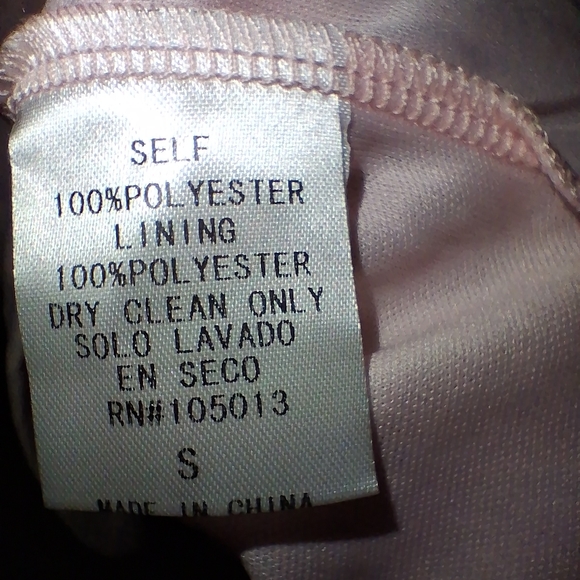 SELF
100%POLYESTER
LINING
100%POLYESTER
DRY CLEAN ONLY
SOLO LAVADO
EN SECO
RN#105013
S
MADE IN CHINA